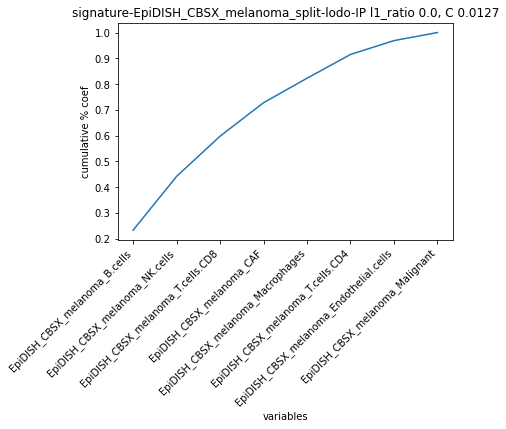 signature-EpiDISH_CBSX_melanoma_split-lodo-IP l1_ratio 0.0, C 0.0127
1.0
0.9
0.8
0.7
0.6
0.5
0.4
0.3
0.2
cumulative % coef
EpiDISH_CBSX_melanoma_B.cells
EpiDISH_CBSX_melanoma_NK.cells
EpiDISH_CBSX_melanoma_T.cells.CD8
EpiDISH_CBSX_melanoma_CAF
EpiDISH_CBSX_melanoma_Macrophages
EpiDISH_CBSX_melanoma_T.cells.CD4
EpiDISH_CBSX_melanoma_Endothelial.cells
EpiDISH_CBSX_melanoma_Malignant
variables